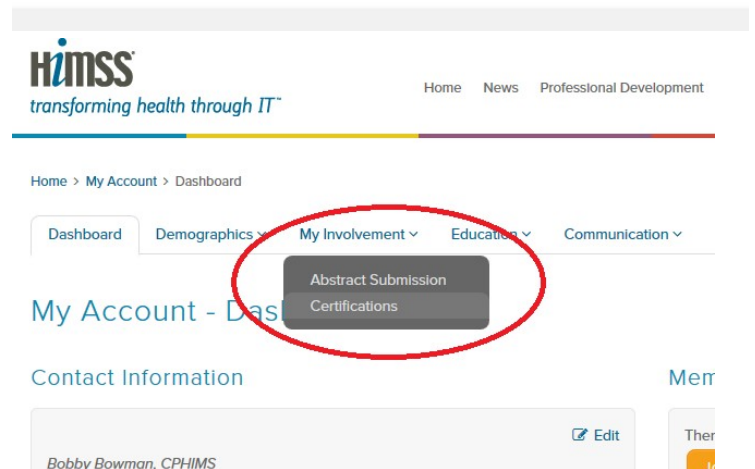 HiMSS
transforming health through IT™
Home News Professional Development
Home > My Account > Dashboard
Dashboard Demographics My Involvement Education Communication
Abstract Submission
Certifications
My Account - Das
Contact Information
Mem
Edit
Ther
Bobby Bowman, CPHIMS